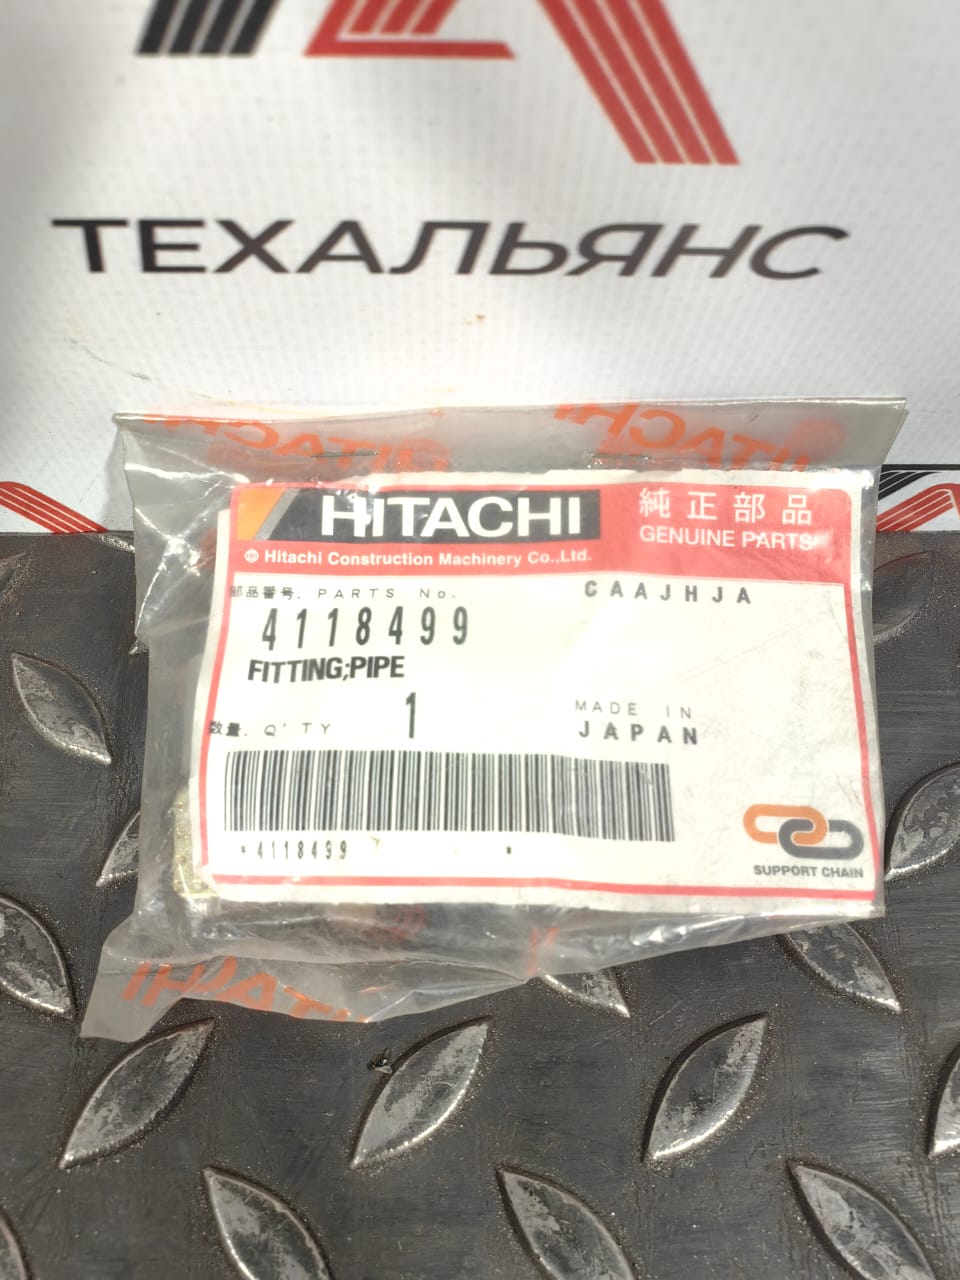 ТЕХАЛЬЯНС
HITACHI
純正部品
GENUINE PARTS
Hitachi Construction Machinery Co.,Ltd.
部品番号. PARTS No.
CAAJHJA
4118499
FITTING;PIPE
数量. Q'TY
1
MADE IN
JAPAN
*4118499 *
SUPPORT CHAIN
HITACHI